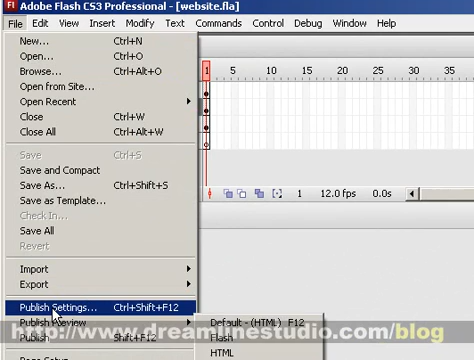 Adobe Flash CS3 Professional - [website.fla]
File Edit View Insert Modify Text Commands Control Debug Window Help
New... Ctrl+N
Open... Ctrl+O
Browse... Ctrl+Alt+O
Open from Site...
Open Recent
Close Ctrl+W
Close All Ctrl+Alt+W
Save Ctrl+S
Save and Compact
Save As... Ctrl+Shift+S
Save as Template...
Check In...
Save All
Revert
Import
Export
Publish Settings... Ctrl+Shift+F12
Publish Preview
Publish Shift+F12
Default - (HTML) F12
Flash
HTML
1 5 10 15 20 25 30 35
1 12.0 fps 0.0s
http://www.dreamlinestudio.com/blog